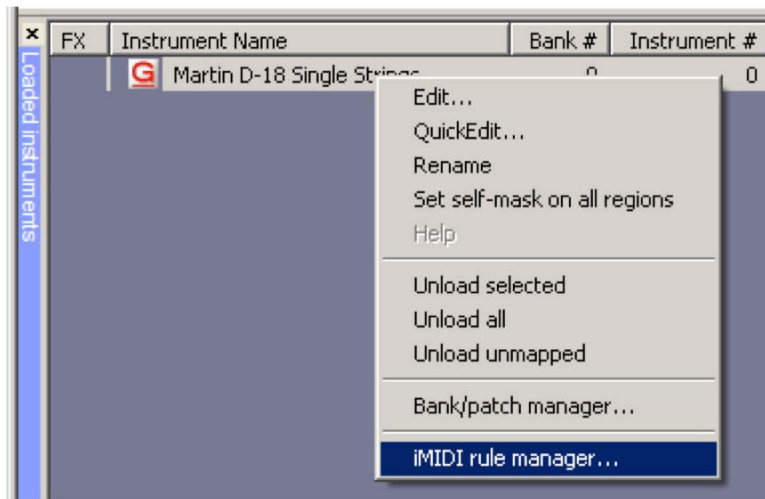 x
FX
Instrument Name
Bank #
Instrument #
Loaded instruments
G
Martin D-18 Single Strings
0
0
Edit...
QuickEdit...
Rename
Set self-mask on all regions
Help
Unload selected
Unload all
Unload unmapped
Bank/patch manager...
iMIDI rule manager...